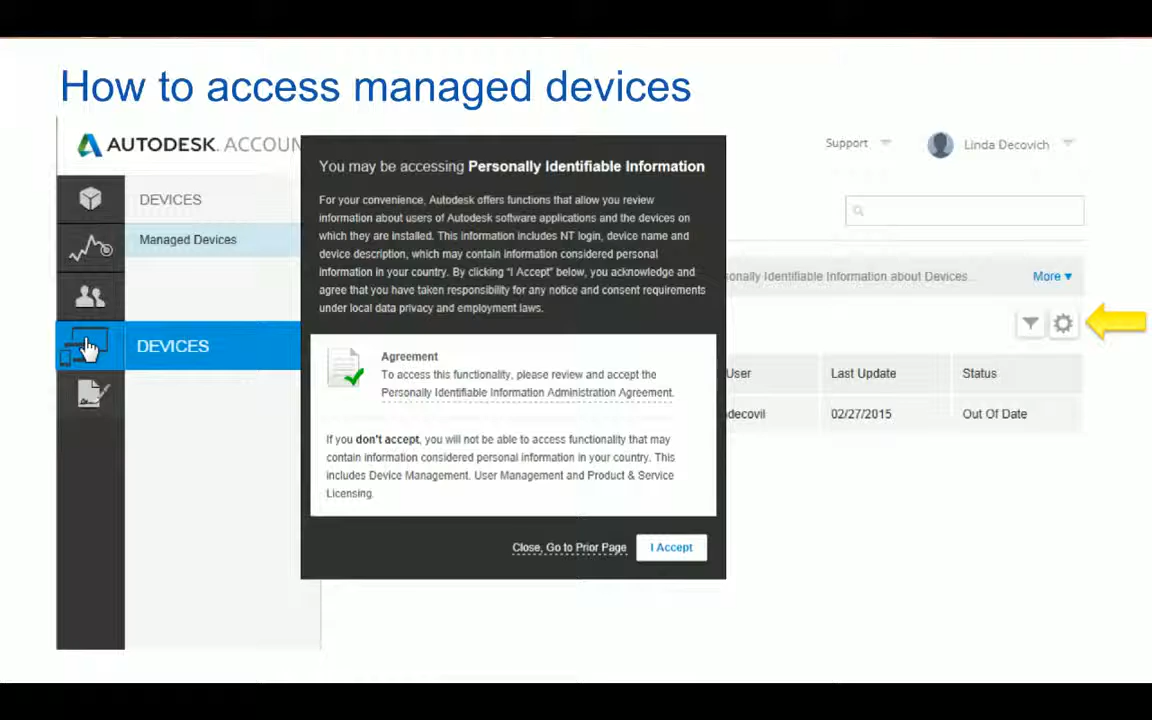 How to access managed devices
AUTODESK. ACCOUN
Support
Linda Decovich
DEVICES
Managed Devices
DEVICES
You may be accessing Personally Identifiable Information
For your convenience, Autodesk offers functions that allow you review
information about users of Autodesk software applications and the devices on
which they are installed. This information includes NT login, device name and
device description, which may contain information considered personal
information in your country. By clicking "I Accept" below, you acknowledge and
agree that you have taken responsibility for any notice and consent requirements
under local data privacy and employment laws.
Agreement
To access this functionality, please review and accept the
Personally Identifiable Information Administration Agreement.
If you don't accept, you will not be able to access functionality that may
contain information considered personal information in your country. This
includes Device Management. User Management and Product & Service
Licensing.
Close, Go to Prior Page
I Accept
onally Identifiable Information about Devices...
More
User
Last Update
Status
decovil
02/27/2015
Out Of Date